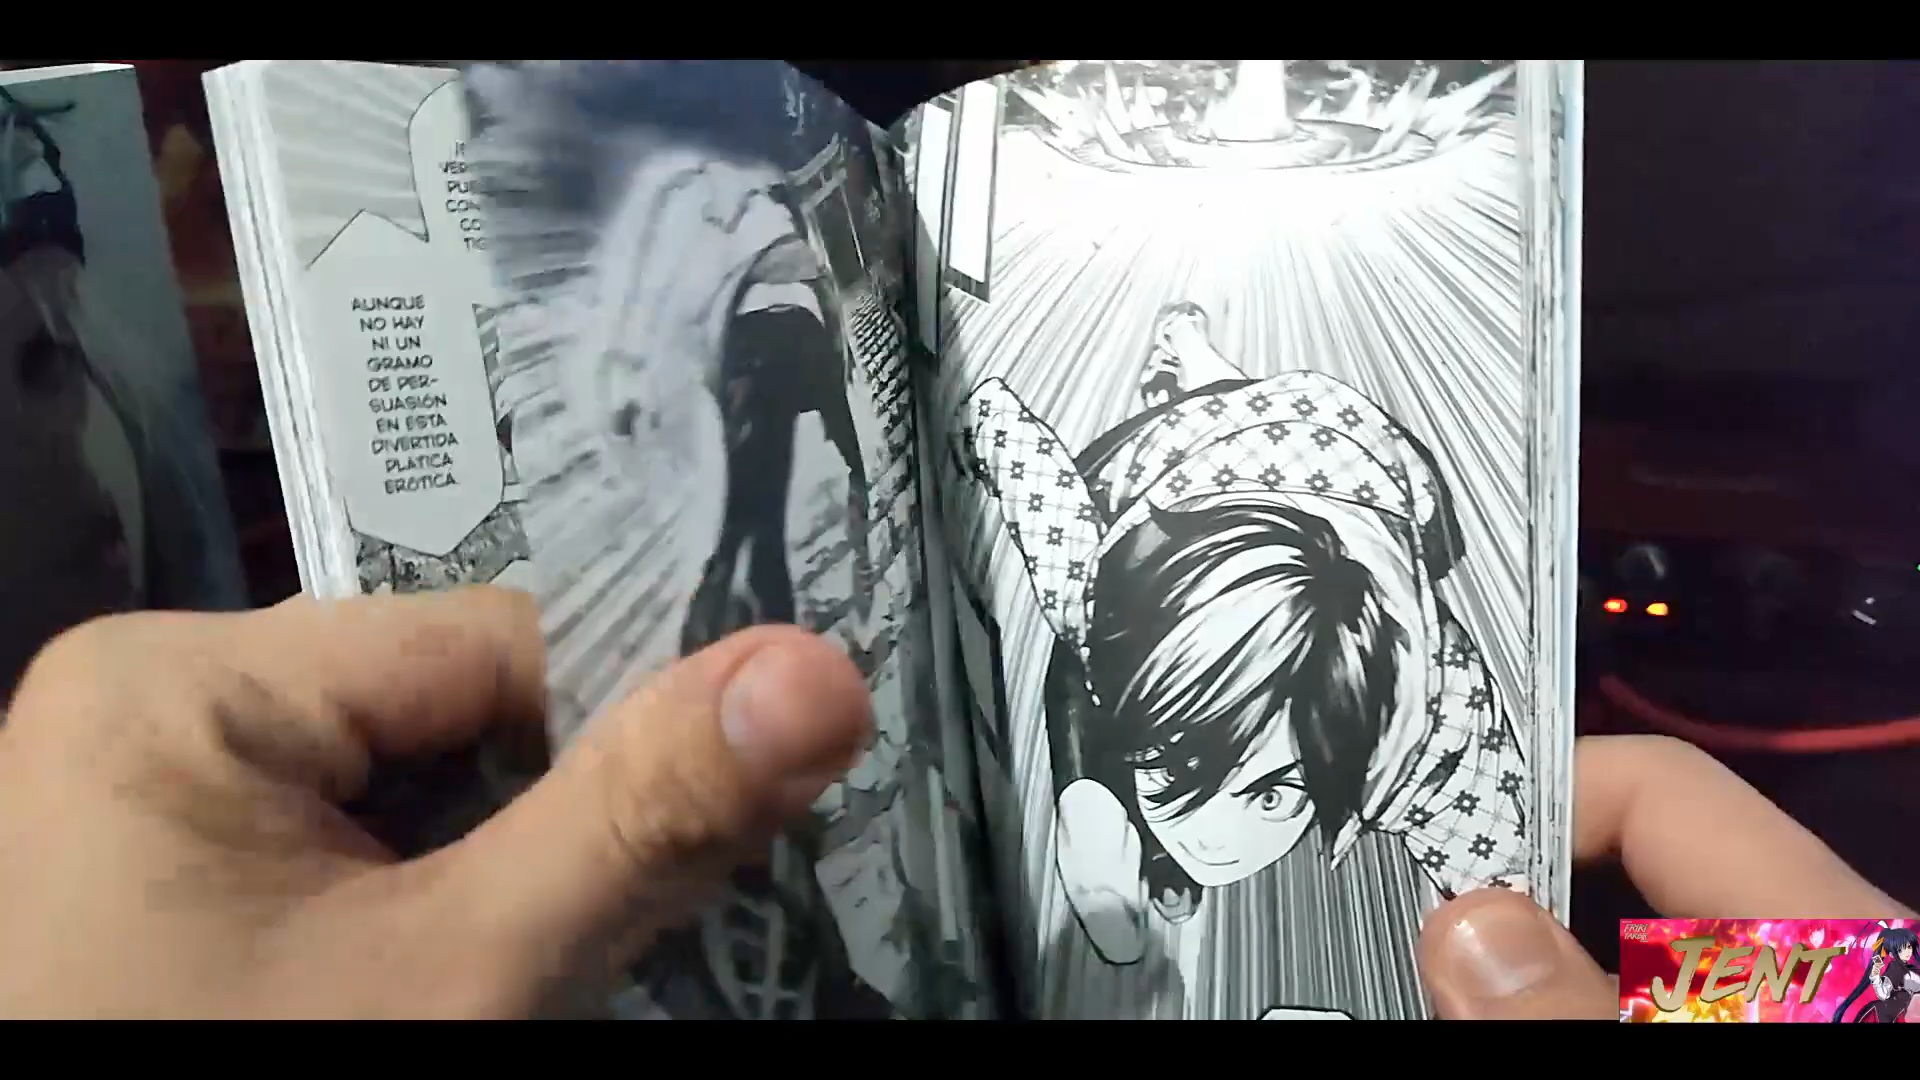 AUNQUE
NO HAY
NI UN
GRAMO
DE PER-
SUASIÓN
EN ESTA
DIVERTIDA
PLÁTICA
ERÓTICA.
JENT